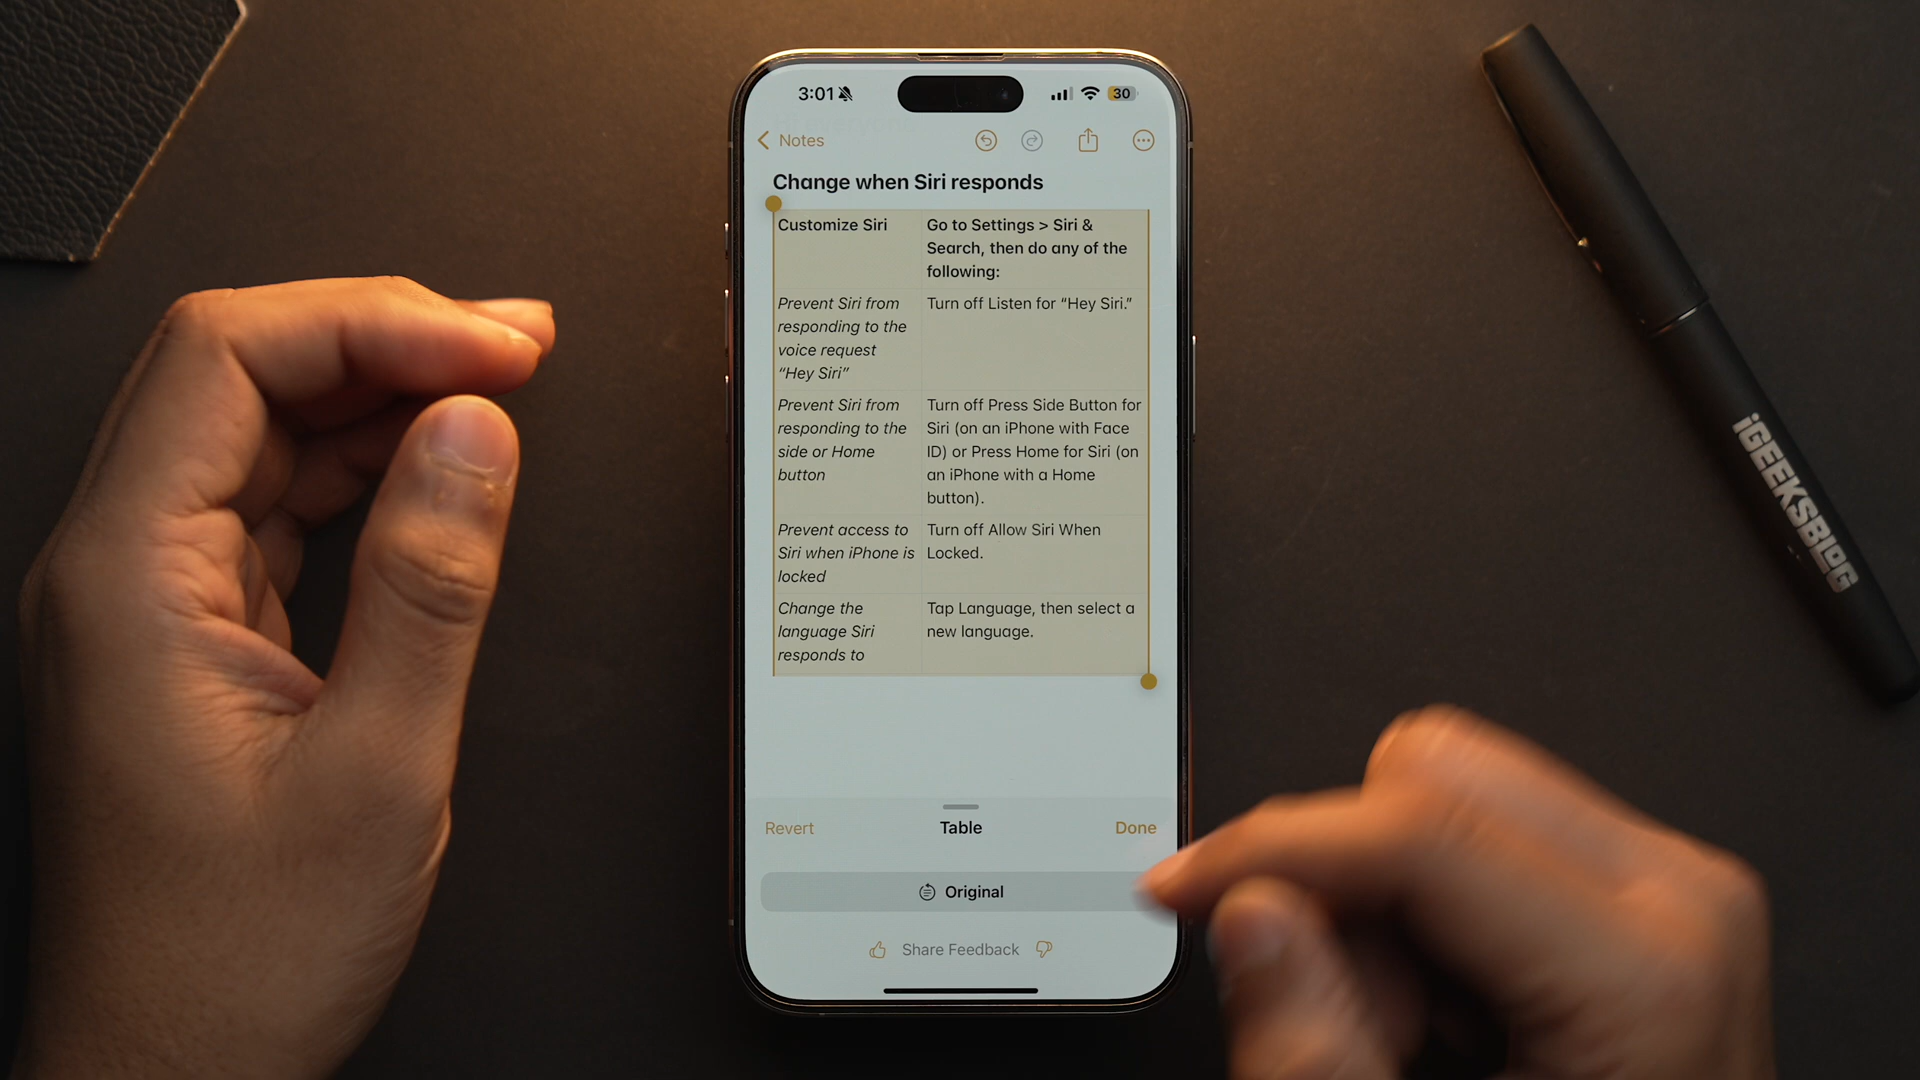 3:01
30
Notes
Change when Siri responds
Customize Siri
Go to Settings > Siri &
Search, then do any of the
following:
Prevent Siri from
responding to the
voice request
“Hey Siri”
Turn off Listen for “Hey Siri.”
Prevent Siri from
responding to the
side or Home
button
Turn off Press Side Button for
Siri (on an iPhone with Face
ID) or Press Home for Siri (on
an iPhone with a Home
button).
Prevent access to
Siri when iPhone is
locked
Turn off Allow Siri When
Locked.
Change the
language Siri
responds to
Tap Language, then select a
new language.
Revert
Table
Done
Original
Share Feedback
iGEEKSBLOG